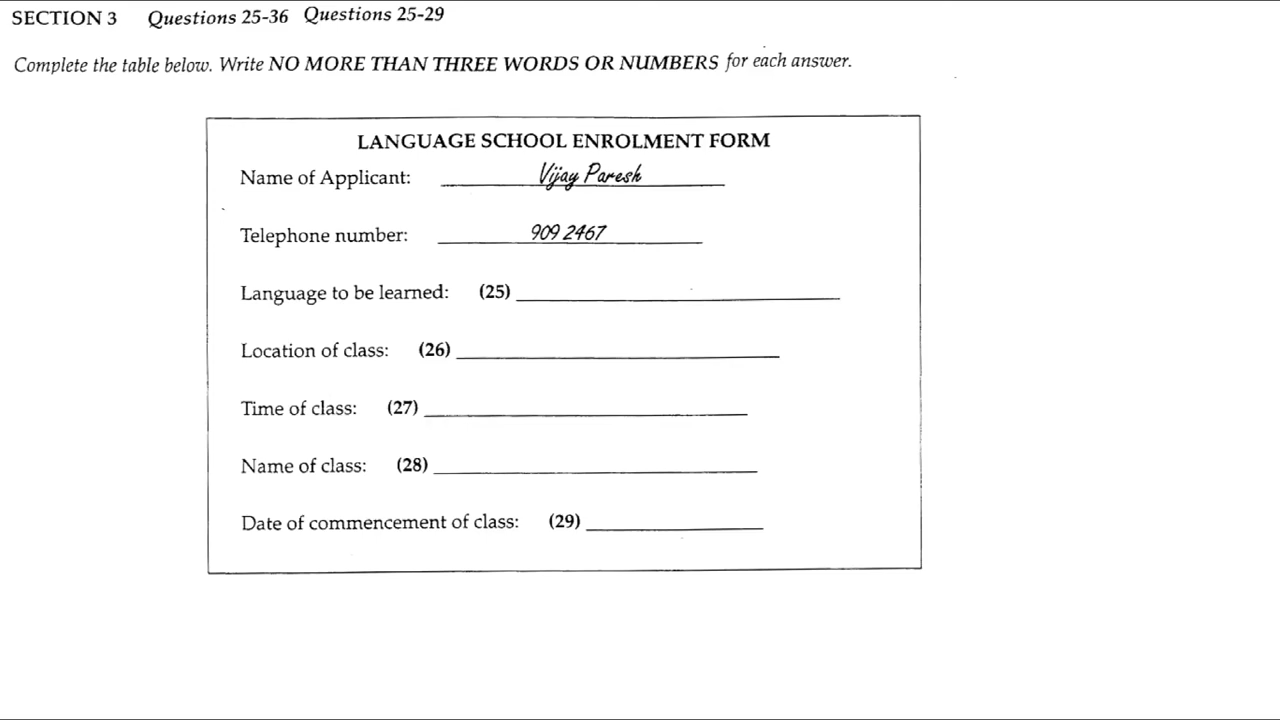 SECTION 3 Questions 25-36 Questions 25-29
Complete the table below. Write NO MORE THAN THREE WORDS OR NUMBERS for each answer.
LANGUAGE SCHOOL ENROLMENT FORM
Name of Applicant: Vijay Paresh
Telephone number: 909 2467
Language to be learned: (25)
Location of class: (26)
Time of class: (27)
Name of class: (28)
Date of commencement of class: (29)